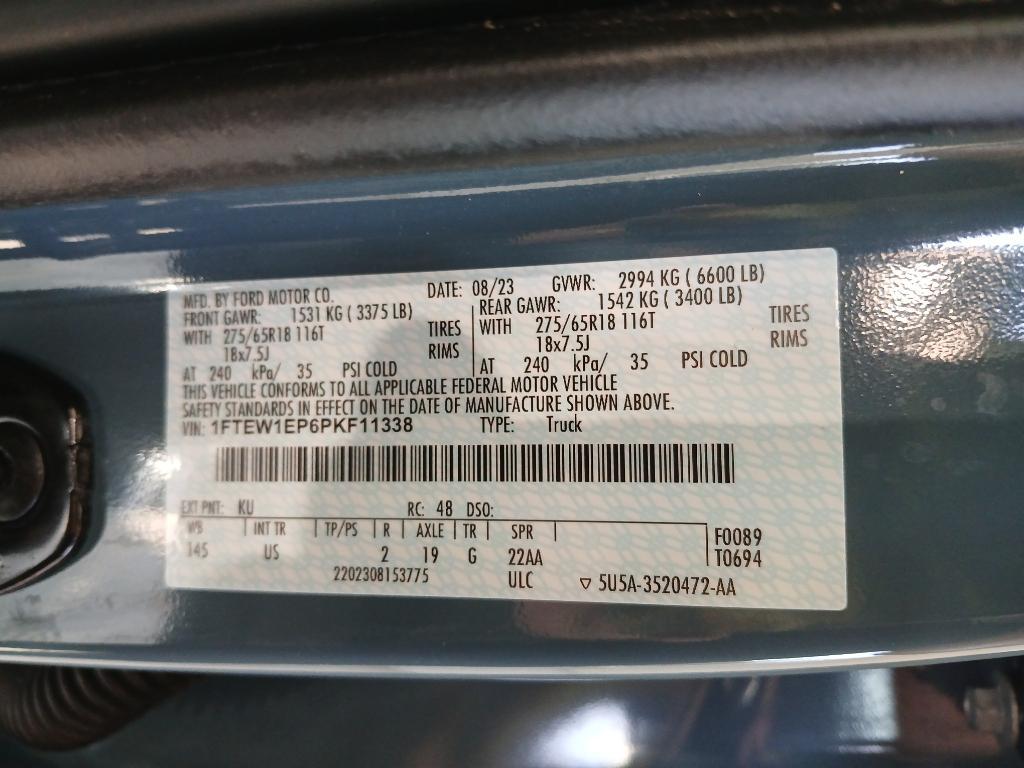 MFD. BY FORD MOTOR CO.
DATE: 08/23 GVWR: 2994 KG ( 6600 LB)
FRONT GAWR: 1531 KG ( 3375 LB)
REAR GAWR: 1542 KG ( 3400 LB)
WITH 275/65R18 116T TIRES
WITH 275/65R18 116T TIRES
18x7.5J RIMS
18x7.5J RIMS
AT 240 kPa/ 35 PSI COLD
AT 240 kPa/ 35 PSI COLD
THIS VEHICLE CONFORMS TO ALL APPLICABLE FEDERAL MOTOR VEHICLE
SAFETY STANDARDS IN EFFECT ON THE DATE OF MANUFACTURE SHOWN ABOVE.
VIN: 1FTEW1EP6PKF11338 TYPE: Truck
EXT PNT: KU RC: 48 DSO:
WB INT TR TP/PS R AXLE TR SPR F0089
145 US 2 19 G 22AA T0694
2202308153775 ULC ▽ 5U5A-3520472-AA